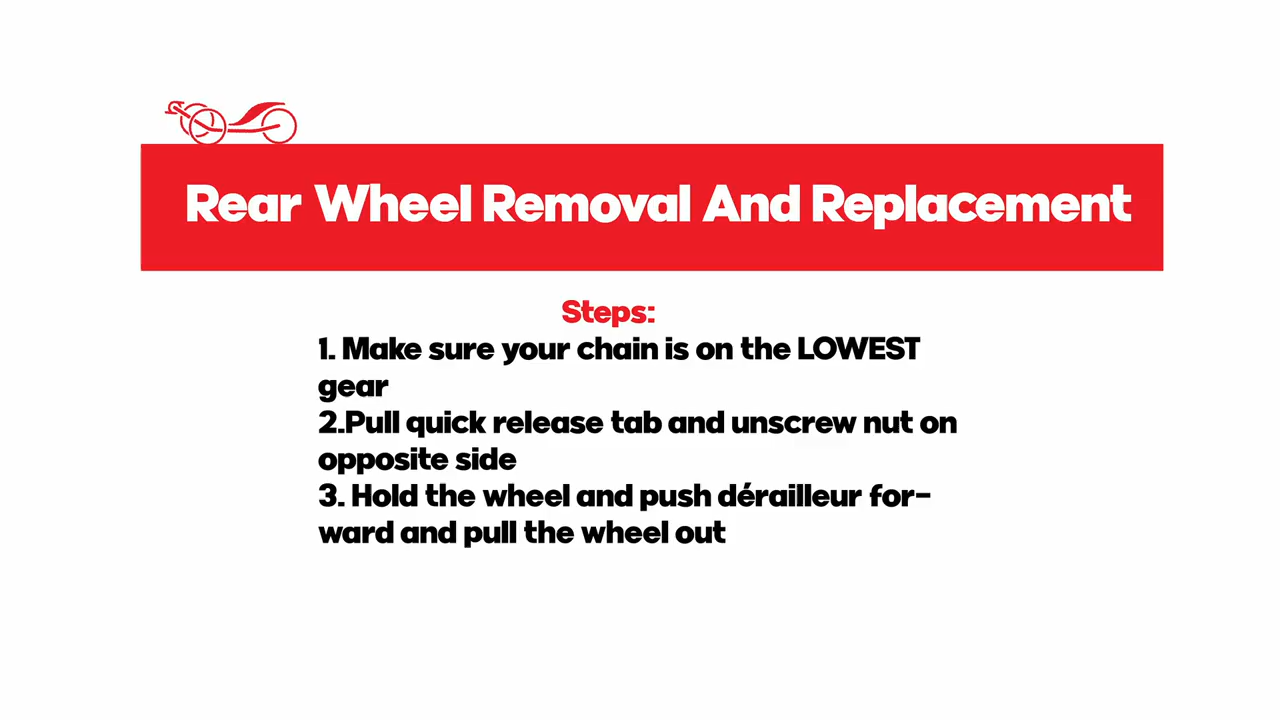 Rear Wheel Removal And Replacement
Steps:
1. Make sure your chain is on the LOWEST
gear
2.Pull quick release tab and unscrew nut on
opposite side
3. Hold the wheel and push dérailleur for-
ward and pull the wheel out